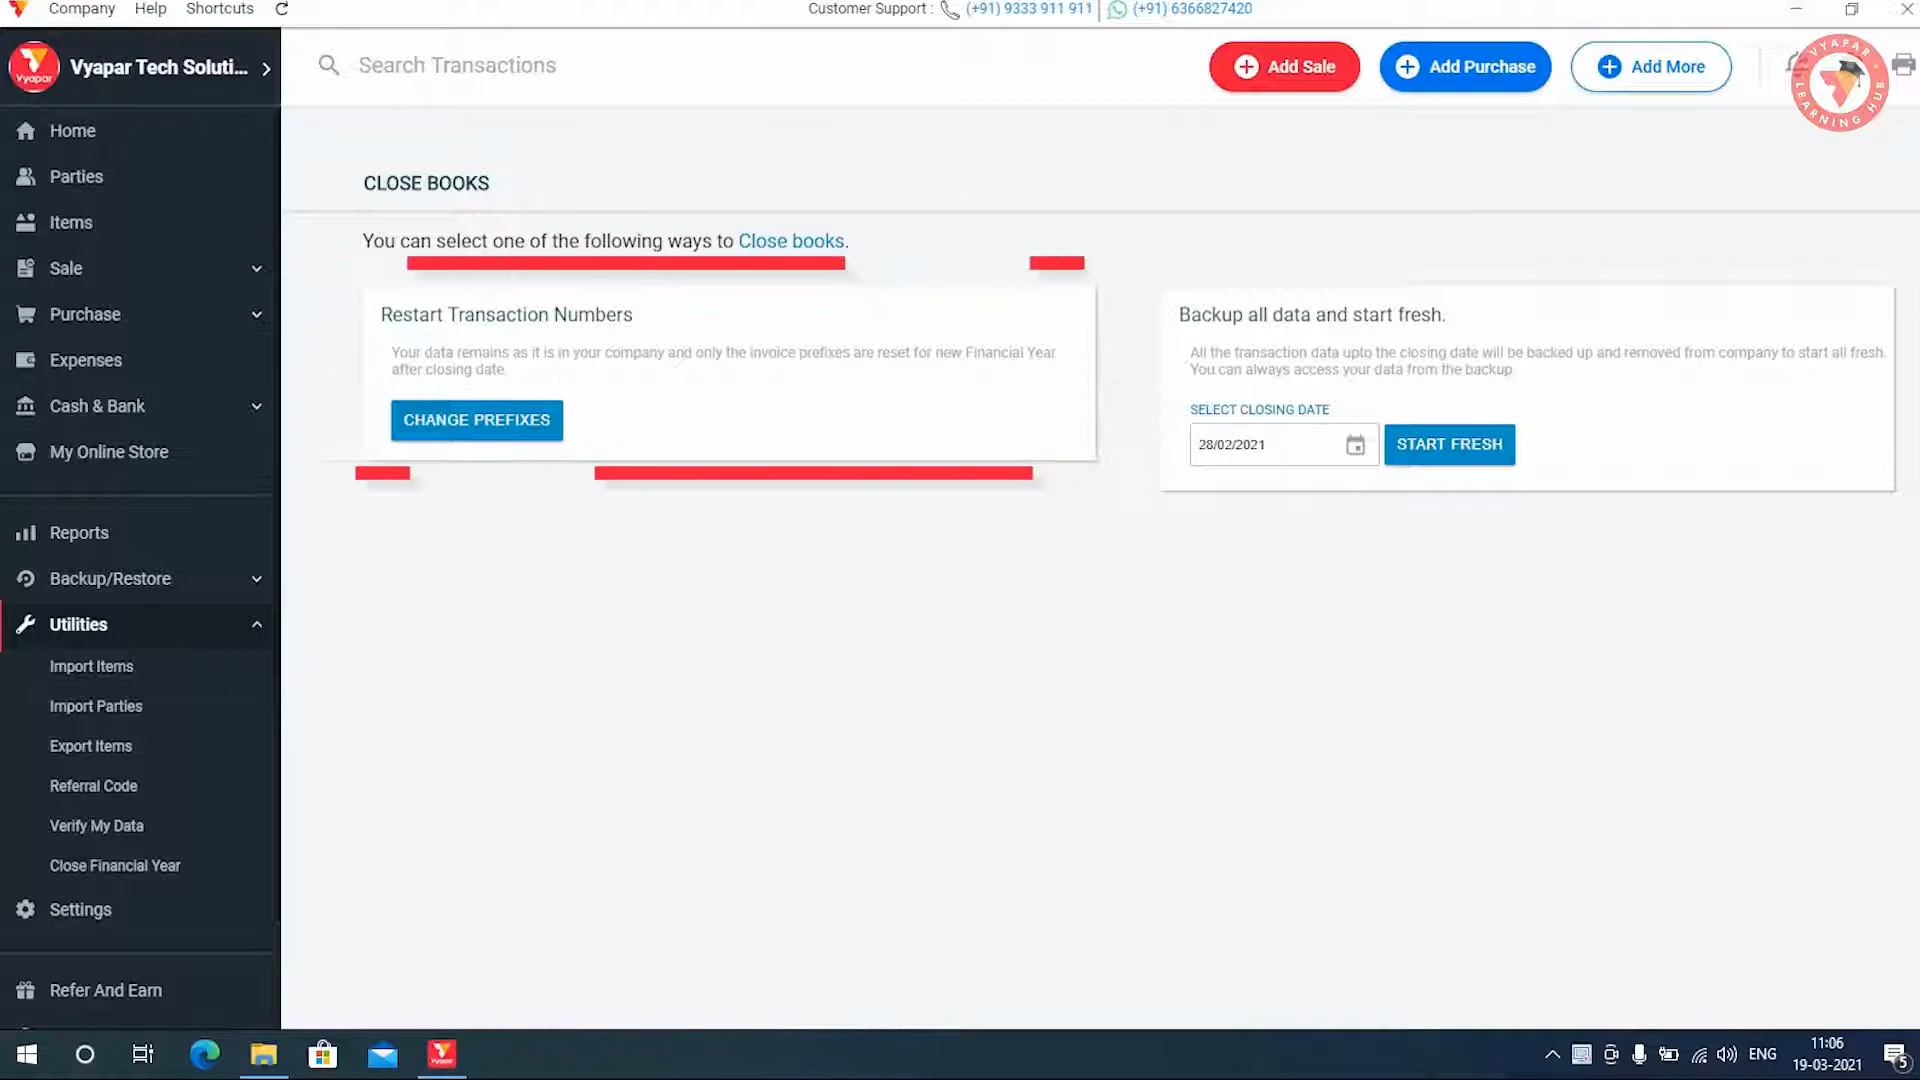 Company Help Shortcuts
Customer Support : (+91) 9333 911 911 (+91) 6366827420
Vyapar
Vyapar Tech Soluti...
Search Transactions
Add Sale
Add Purchase
Add More
VYAPAR
LEARNING HUB
Home
Parties
Items
Sale
Purchase
Expenses
Cash & Bank
My Online Store
Reports
Backup/Restore
Utilities
Import Items
Import Parties
Export Items
Referral Code
Verify My Data
Close Financial Year
Settings
Refer And Earn
CLOSE BOOKS
You can select one of the following ways to Close books.
Restart Transaction Numbers
Your data remains as it is in your company and only the invoice prefixes are reset for new Financial Year
after closing date
CHANGE PREFIXES
Backup all data and start fresh.
All the transaction data upto the closing date will be backed up and removed from company to start all fresh.
You can always access your data from the backup
SELECT CLOSING DATE
28/02/2021
START FRESH
Vyapar
ENG
11:06
19-03-2021
5